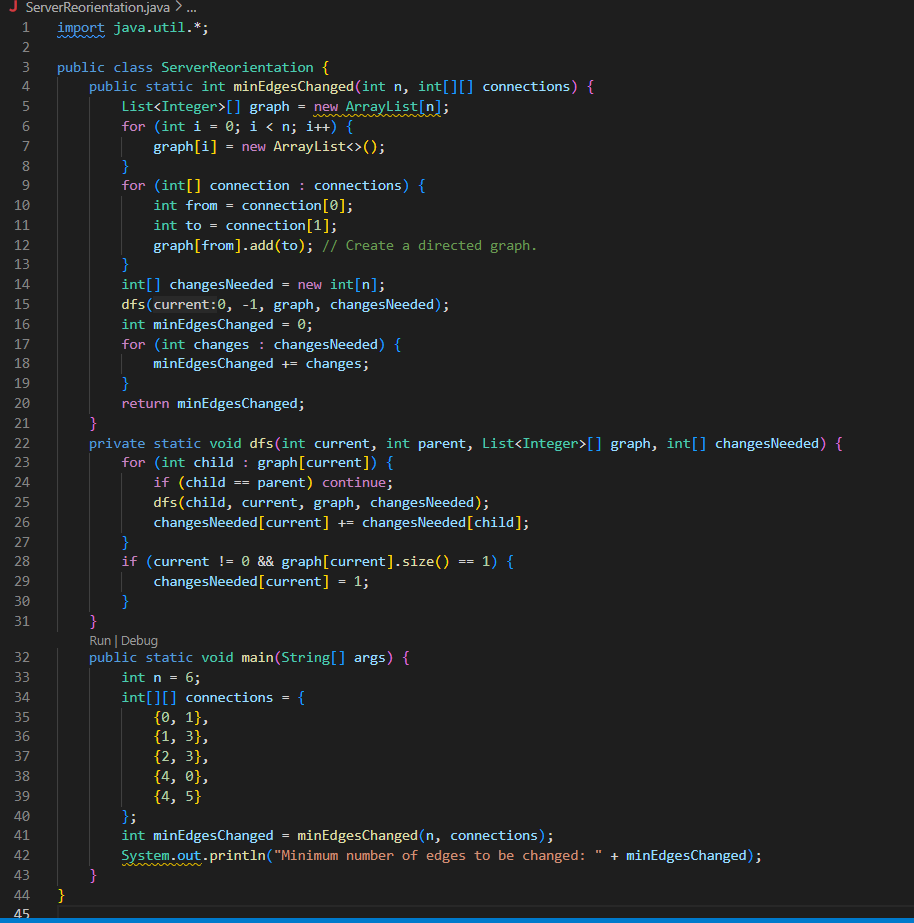 J ServerReorientation.java > ...
1 import java.util.*;
2
3 public class ServerReorientation {
4     public static int minEdgesChanged(int n, int[][] connections) {
5         List<Integer>[] graph = new ArrayList[n];
6         for (int i = 0; i < n; i++) {
7             graph[i] = new ArrayList<>();
8         }
9         for (int[] connection : connections) {
10             int from = connection[0];
11             int to = connection[1];
12             graph[from].add(to); // Create a directed graph.
13         }
14         int[] changesNeeded = new int[n];
15         dfs(current:0, -1, graph, changesNeeded);
16         int minEdgesChanged = 0;
17         for (int changes : changesNeeded) {
18             minEdgesChanged += changes;
19         }
20         return minEdgesChanged;
21     }
22     private static void dfs(int current, int parent, List<Integer>[] graph, int[] changesNeeded) {
23         for (int child : graph[current]) {
24             if (child == parent) continue;
25             dfs(child, current, graph, changesNeeded);
26             changesNeeded[current] += changesNeeded[child];
27         }
28         if (current != 0 && graph[current].size() == 1) {
29             changesNeeded[current] = 1;
30         }
31     }
Run | Debug
32     public static void main(String[] args) {
33         int n = 6;
34         int[][] connections = {
35             {0, 1},
36             {1, 3},
37             {2, 3},
38             {4, 0},
39             {4, 5}
40         };
41         int minEdgesChanged = minEdgesChanged(n, connections);
42         System.out.println("Minimum number of edges to be changed: " + minEdgesChanged);
43     }
44 }
45